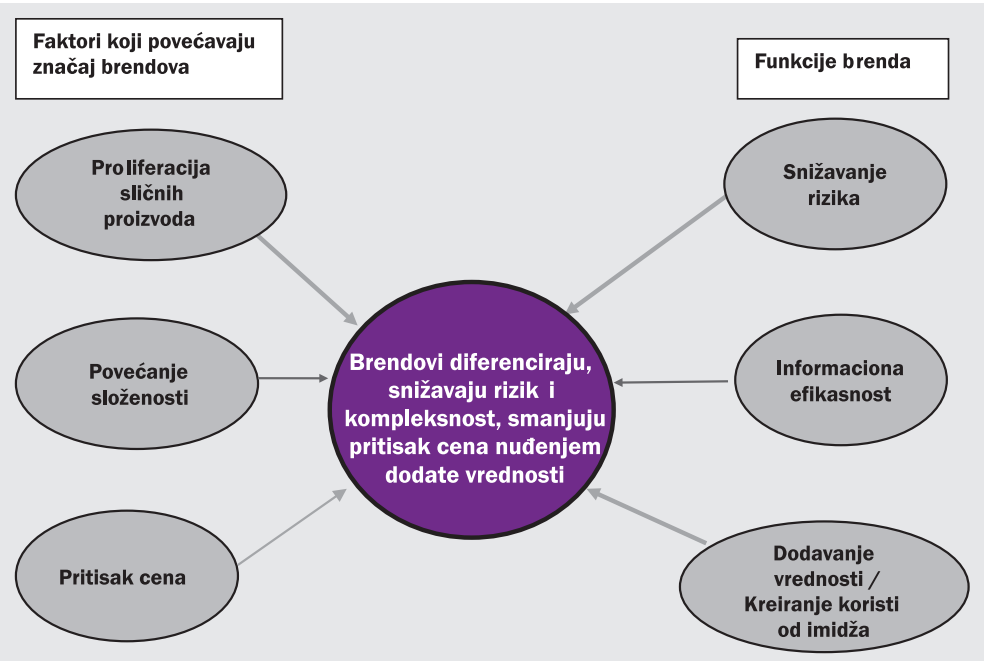 Faktori koji povećavaju
značaj brendova
Funkcije brenda
Proliferacija
sličnih
proizvoda
Snižavanje
rizika
Povećanje
složenosti
Brendovi diferenciraju,
snižavaju rizik i
kompleksnost, smanjuju
pritisak cena nuđenjem
dodate vrednosti
Informaciona
efikasnost
Pritisak cena
Dodavanje
vrednosti /
Kreiranje koristi
od imidža